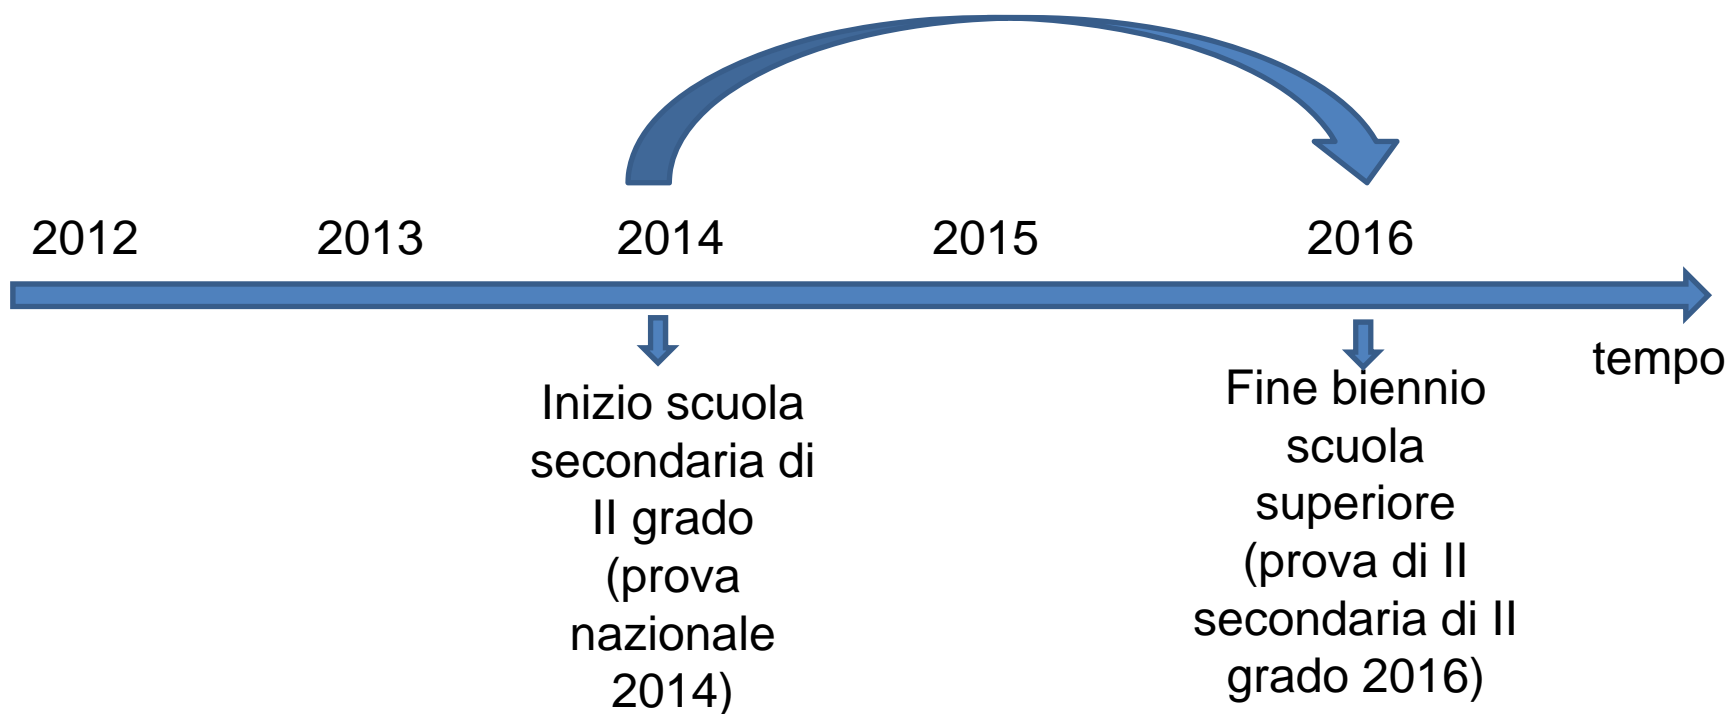 2012 2013 2014 2015 2016
tempo
Inizio scuola
secondaria di
II grado
(prova
nazionale
2014)
Fine biennio
scuola
superiore
(prova di II
secondaria di II
grado 2016)